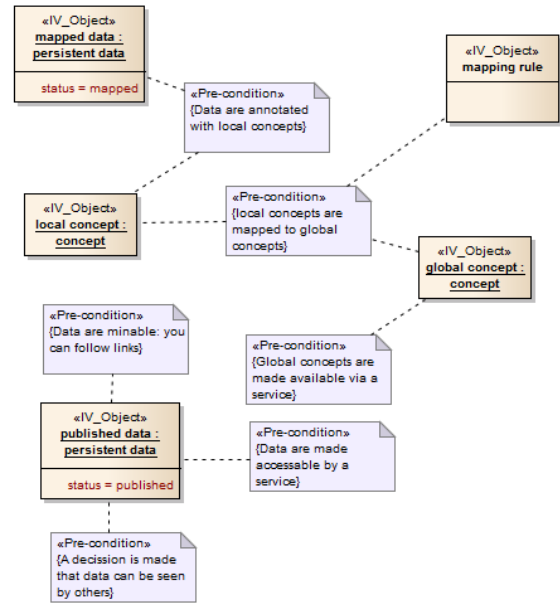 «IV_Object»
mapped data :
persistent data
status = mapped
«IV_Object»
mapping rule
«Pre-condition»
{Data are annotated
with local concepts}
«IV_Object»
local concept :
concept
«Pre-condition»
{local concepts are
mapped to global
concepts}
«IV_Object»
global concept :
concept
«Pre-condition»
{Data are minable: you
can follow links}
«Pre-condition»
{Global concepts are
made available via a
service}
«IV_Object»
published data :
persistent data
status = published
«Pre-condition»
{Data are made
accessable by a
service}
«Pre-condition»
{A decission is made
that data can be seen
by others}